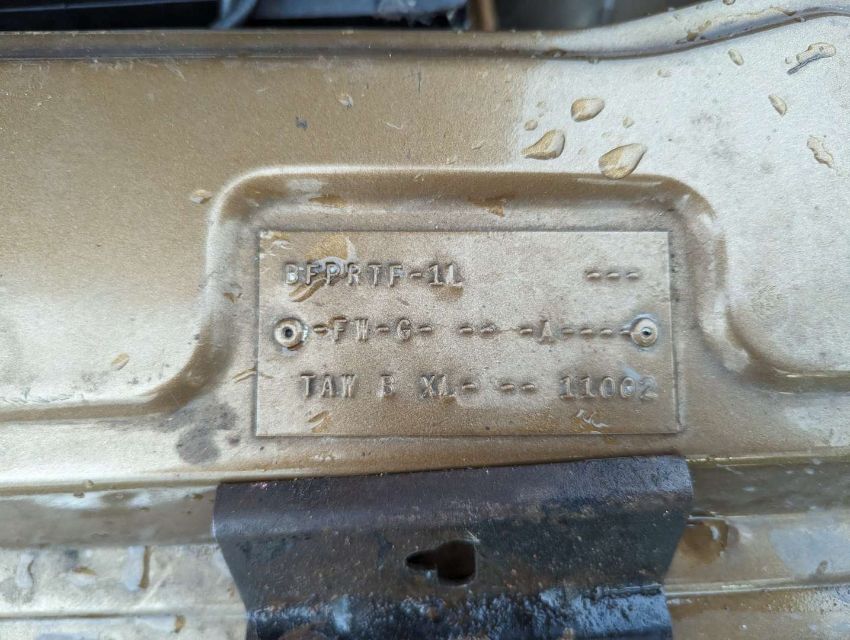 BFPRTF-1L ---
-FW-G- -- -A----
TAW E XL- -- 11002